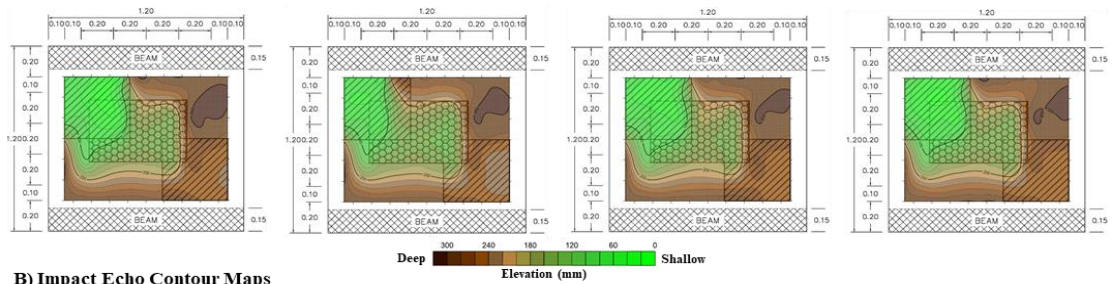 1.20 1.20 1.20 1.20
0.10 0.10 0.20 0.20 0.20 0.20 0.10 0.10 0.10 0.10 0.20 0.20 0.20 0.20 0.10 0.10 0.10 0.10 0.20 0.20 0.20 0.20 0.10 0.10 0.10 0.10 0.20 0.20 0.20 0.20 0.10 0.10
0.20 BEAM 0.15 0.20 BEAM 0.15 0.20 BEAM 0.15 0.20 BEAM 0.15
0.10 0.10 0.10 0.10
0.20 0.20 0.20 0.20
1.20 0.20 1.20 0.20 1.20 0.20 1.20 0.20
0.20 0.20 0.20 0.20
0.10 0.10 0.10 0.10
0.20 BEAM 0.15 0.20 BEAM 0.15 0.20 BEAM 0.15 0.20 BEAM 0.15
300 240 180 120 60 0
Deep Shallow
Elevation (mm)
B) Impact Echo Contour Maps